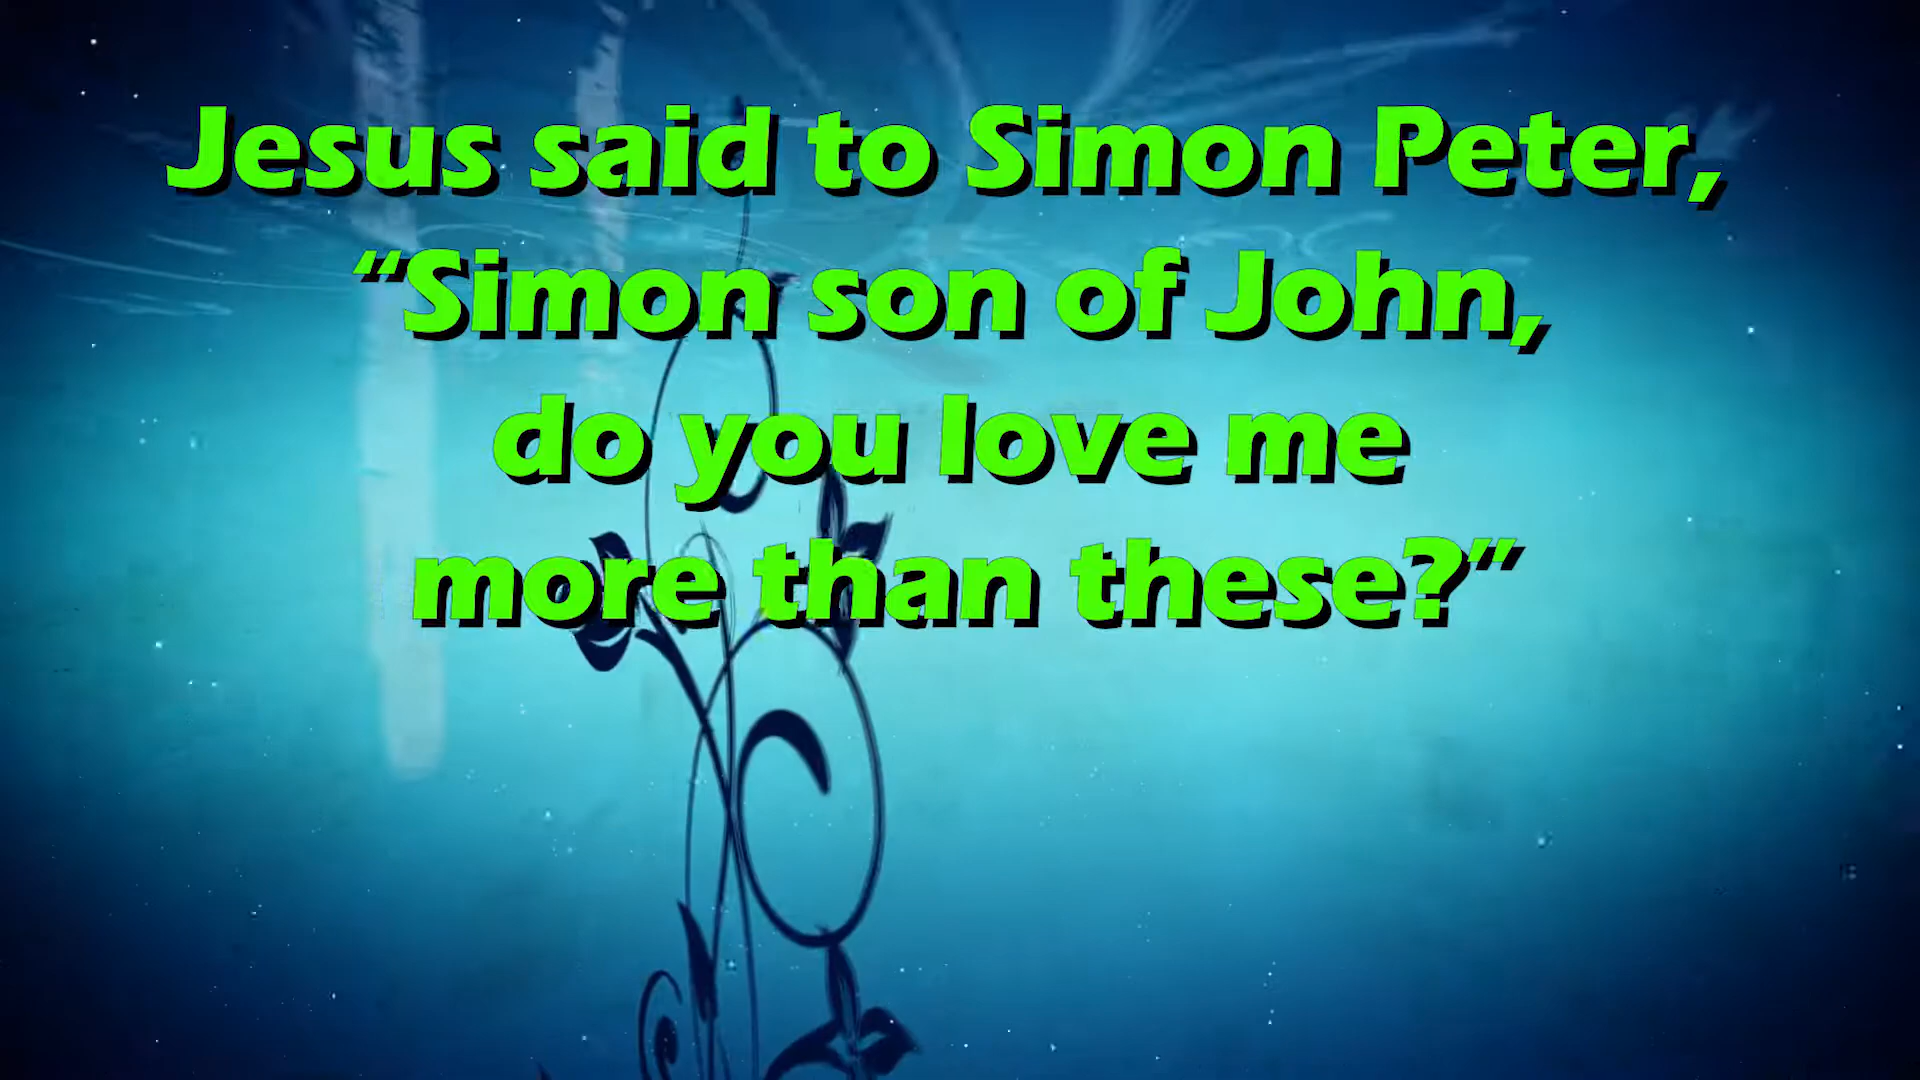 Jesus said to Simon Peter,
“Simon son of John,
do you love me
more than these?”